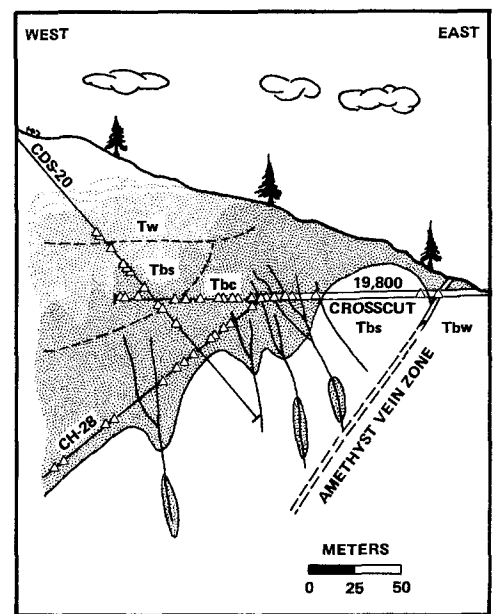 WEST
EAST
CDS-20
Tw
Tbs
Tbc
19,800
CROSSCUT
Tbs
Tbw
CH-28
AMETHYST VEIN ZONE
METERS
0 25 50